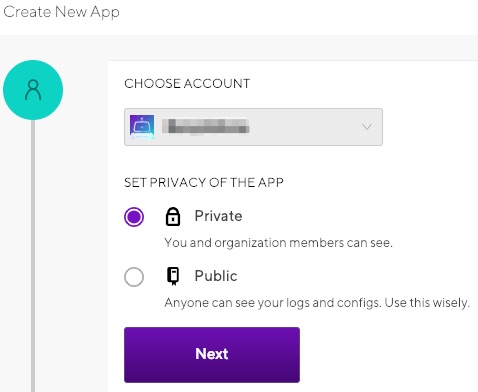 Create New App
CHOOSE ACCOUNT
SET PRIVACY OF THE APP
Private
You and organization members can see.
Public
Anyone can see your logs and configs. Use this wisely.
Next